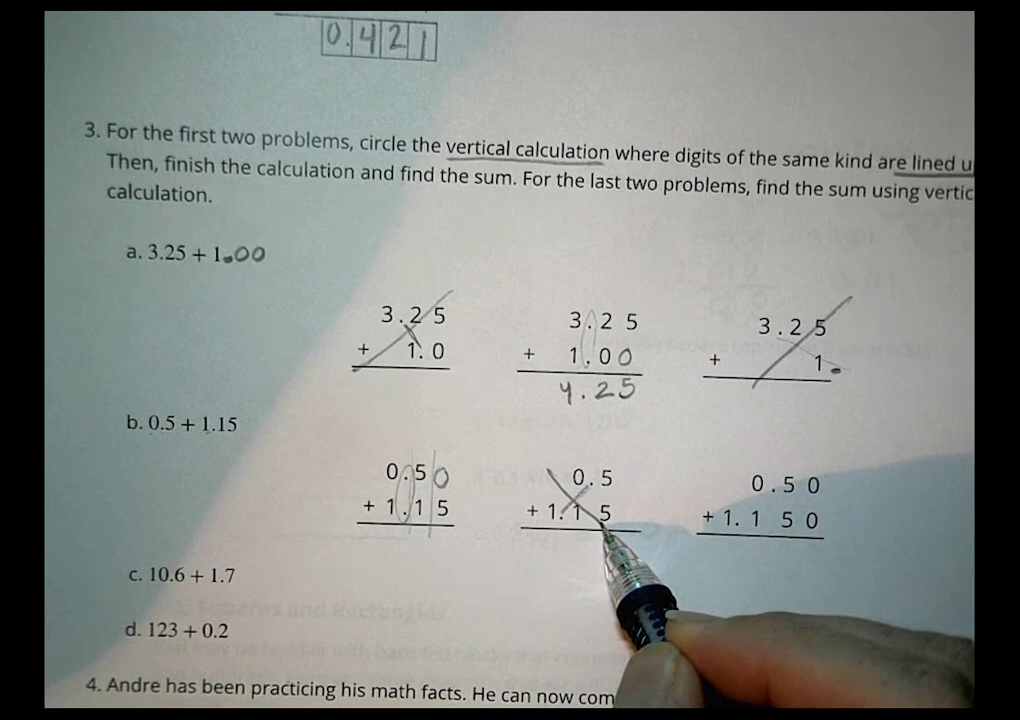 0.421
3. For the first two problems, circle the vertical calculation where digits of the same kind are lined u
Then, finish the calculation and find the sum. For the last two problems, find the sum using vertic
calculation.
a. 3.25 + 1.00
3.25 3.25 3.25
+ 1.0 + 1.00 + 1.
4.25
b. 0.5 + 1.15
0.50 0.5 0.50
+ 1.15 + 1.15 + 1.150
c. 10.6 + 1.7
d. 123 + 0.2
4. Andre has been practicing his math facts. He can now com